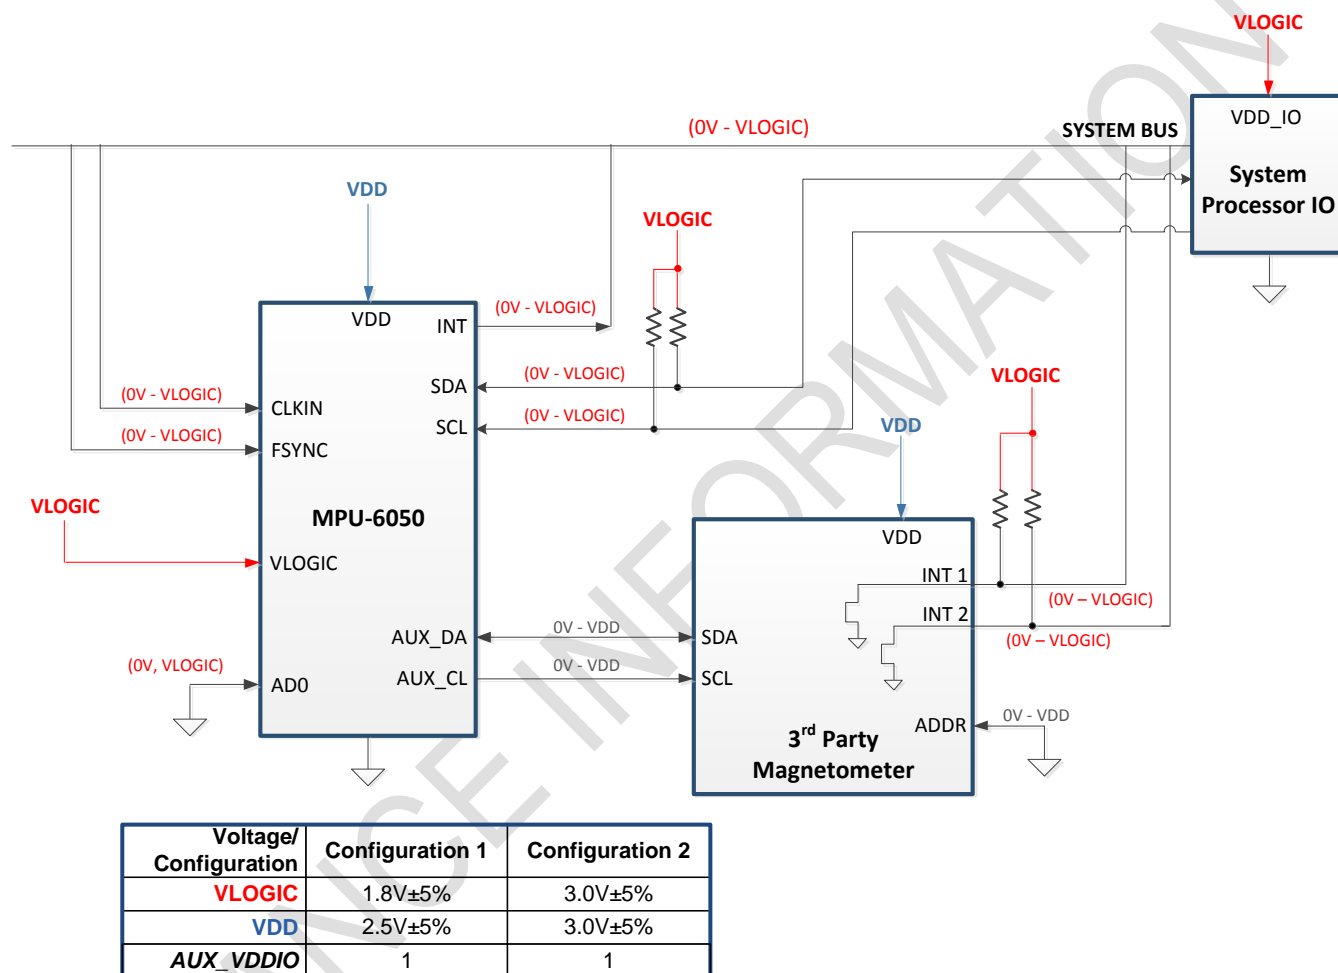 VLOGIC
(0V - VLOGIC)
SYSTEM BUS
VDD_IO
System
Processor IO
VDD
VLOGIC
VDD
INT
(0V - VLOGIC)
SDA
(0V - VLOGIC)
SCL
(0V - VLOGIC)
(0V - VLOGIC)
CLKIN
(0V - VLOGIC)
FSYNC
VLOGIC
MPU-6050
VLOGIC
AUX_DA
AUX_CL
(0V, VLOGIC)
AD0
0V - VDD
0V - VDD
VLOGIC
VDD
VDD
INT 1
(0V – VLOGIC)
INT 2
(0V – VLOGIC)
SDA
SCL
ADDR
0V - VDD
3rd Party
Magnetometer
Voltage/
Configuration Configuration 1 Configuration 2
VLOGIC 1.8V±5% 3.0V±5%
VDD 2.5V±5% 3.0V±5%
AUX_VDDIO 1 1
INFORMATION